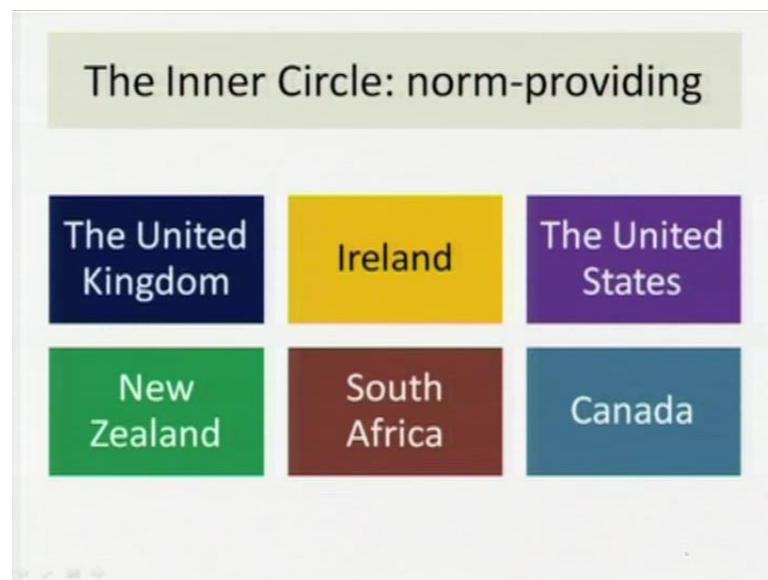 The Inner Circle: norm-providing
The United
Kingdom
Ireland
The United
States
New
Zealand
South
Africa
Canada